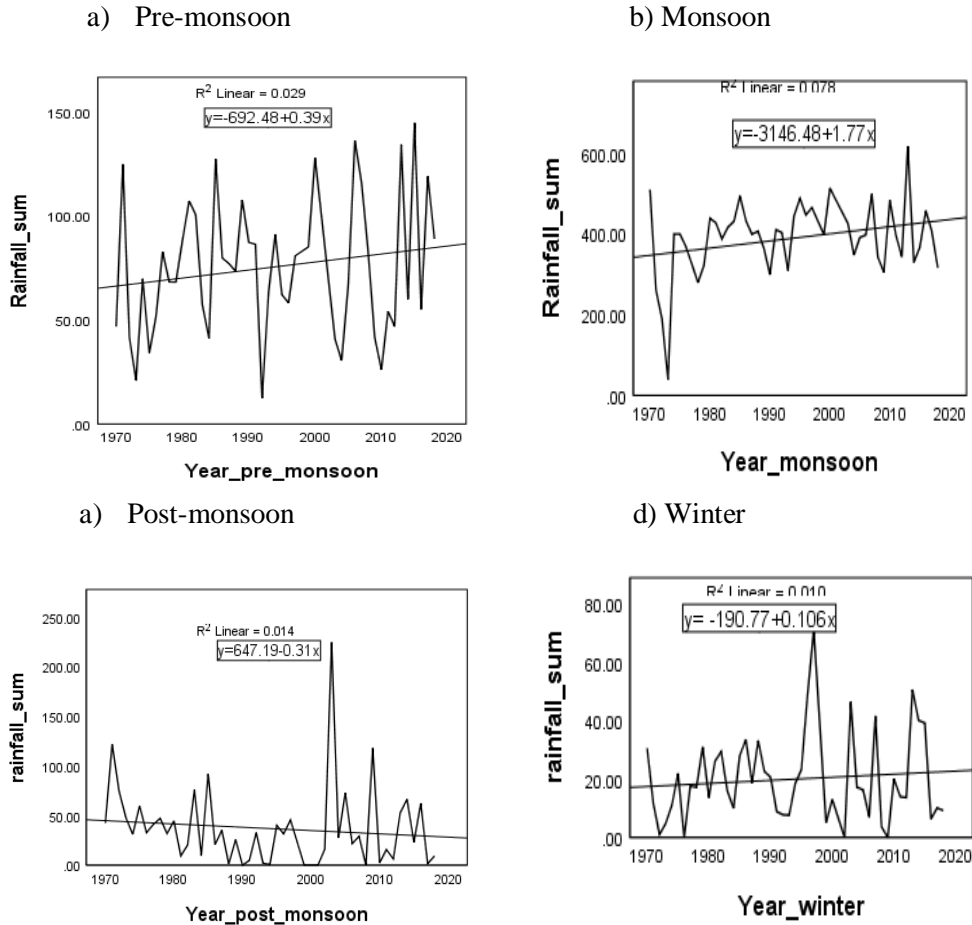 a) Pre-monsoon
b) Monsoon
R² Linear = 0.029
y=-692.48+0.39x
150.00
100.00
50.00
.00
Rainfall_sum
1970 1980 1990 2000 2010 2020
Year_pre_monsoon
R² Linear = 0.078
y=-3146.48+1.77x
600.00
400.00
200.00
.00
Rainfall_sum
1970 1980 1990 2000 2010 2020
Year_monsoon
a) Post-monsoon
d) Winter
R² Linear = 0.014
y=647.19-0.31x
250.00
200.00
150.00
100.00
50.00
.00
rainfall_sum
1970 1980 1990 2000 2010 2020
Year_post_monsoon
R² Linear = 0.010
y= -190.77+0.106x
80.00
60.00
40.00
20.00
.00
rainfall_sum
1970 1980 1990 2000 2010 2020
Year_winter